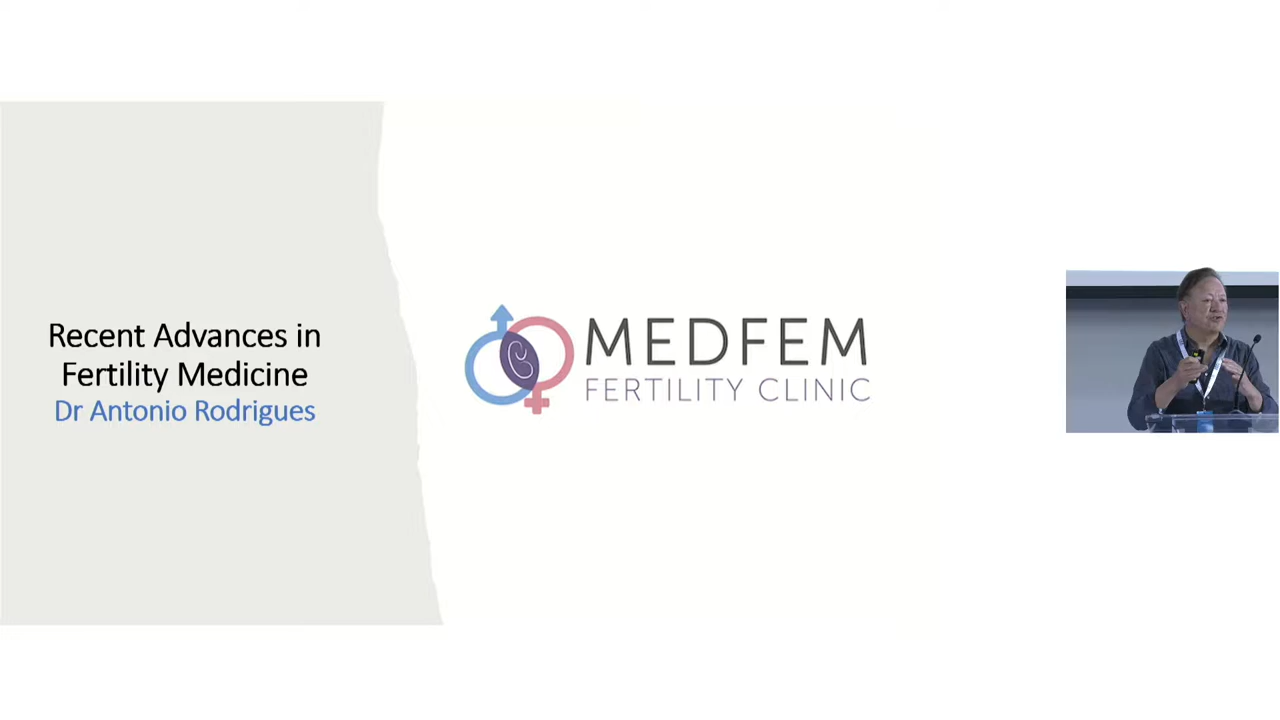 Recent Advances in
Fertility Medicine
Dr Antonio Rodrigues
MEDFEM
FERTILITY CLINIC